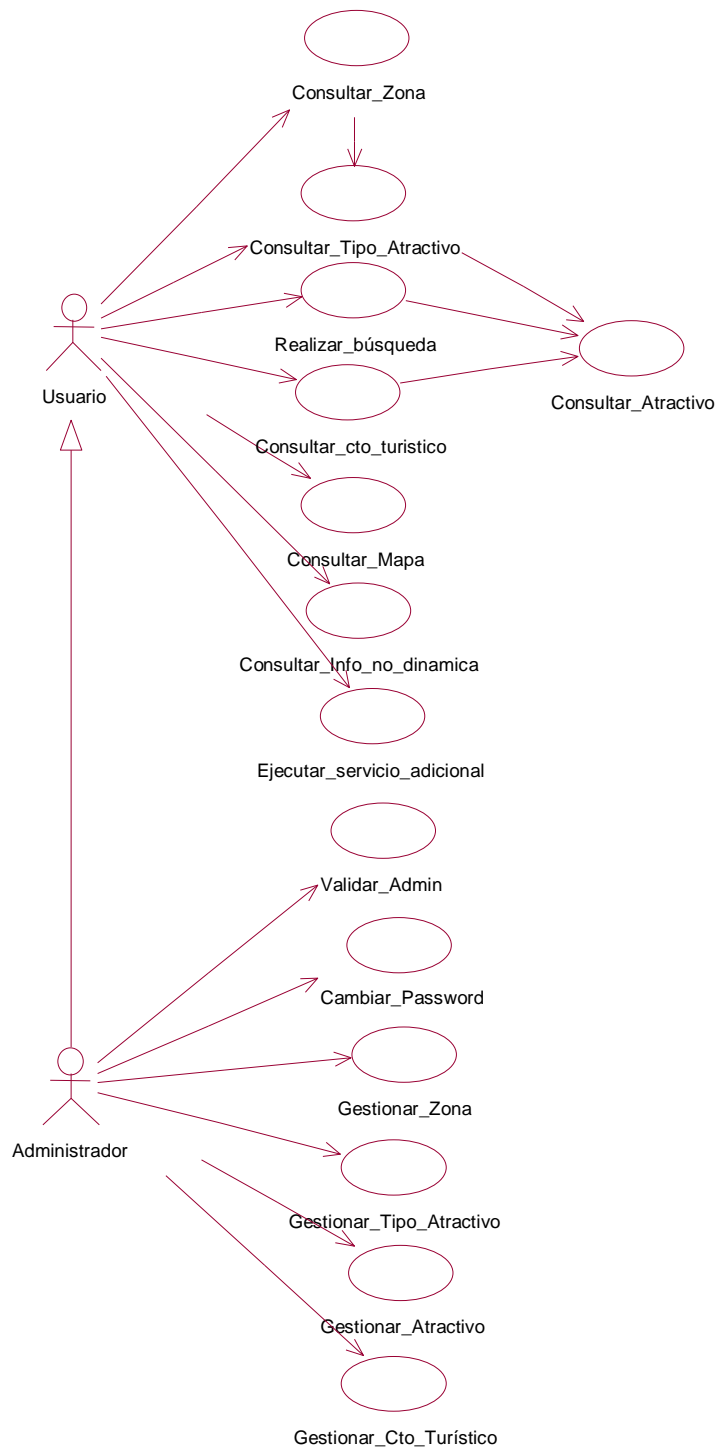 Consultar_Zona
Consultar_Tipo_Atractivo
Realizar_búsqueda
Usuario
Consultar_Atractivo
Consultar_cto_turistico
Consultar_Mapa
Consultar_Info_no_dinamica
Ejecutar_servicio_adicional
Validar_Admin
Cambiar_Password
Gestionar_Zona
Administrador
Gestionar_Tipo_Atractivo
Gestionar_Atractivo
Gestionar_Cto_Turístico